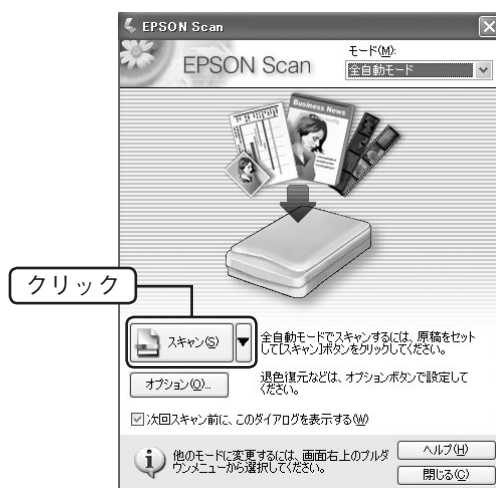 EPSON Scan
モード(M):
EPSON Scan
全自動モード
Business News
クリック
スキャン(S)
全自動モードでスキャンするには、原稿をセット
して[スキャン]ボタンをクリックしてください。
オプション(O)...
退色復元などは、オプションボタンで設定して
ください。
次回スキャン前に、このダイアログを表示する(W)
他のモードに変更するには、画面右上のプルダ
ウンメニューから選択してください。
ヘルプ(H)
閉じる(C)